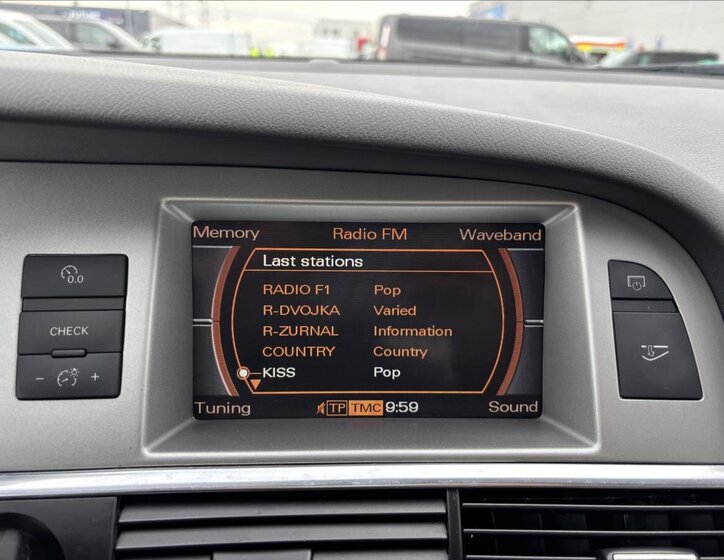 Memory Radio FM Waveband
Last stations
RADIO F1 Pop
R-DVOJKA Varied
R-ZURNAL Information
COUNTRY Country
KISS Pop
Tuning TP TMC 9:59 Sound
0.0
CHECK
- +